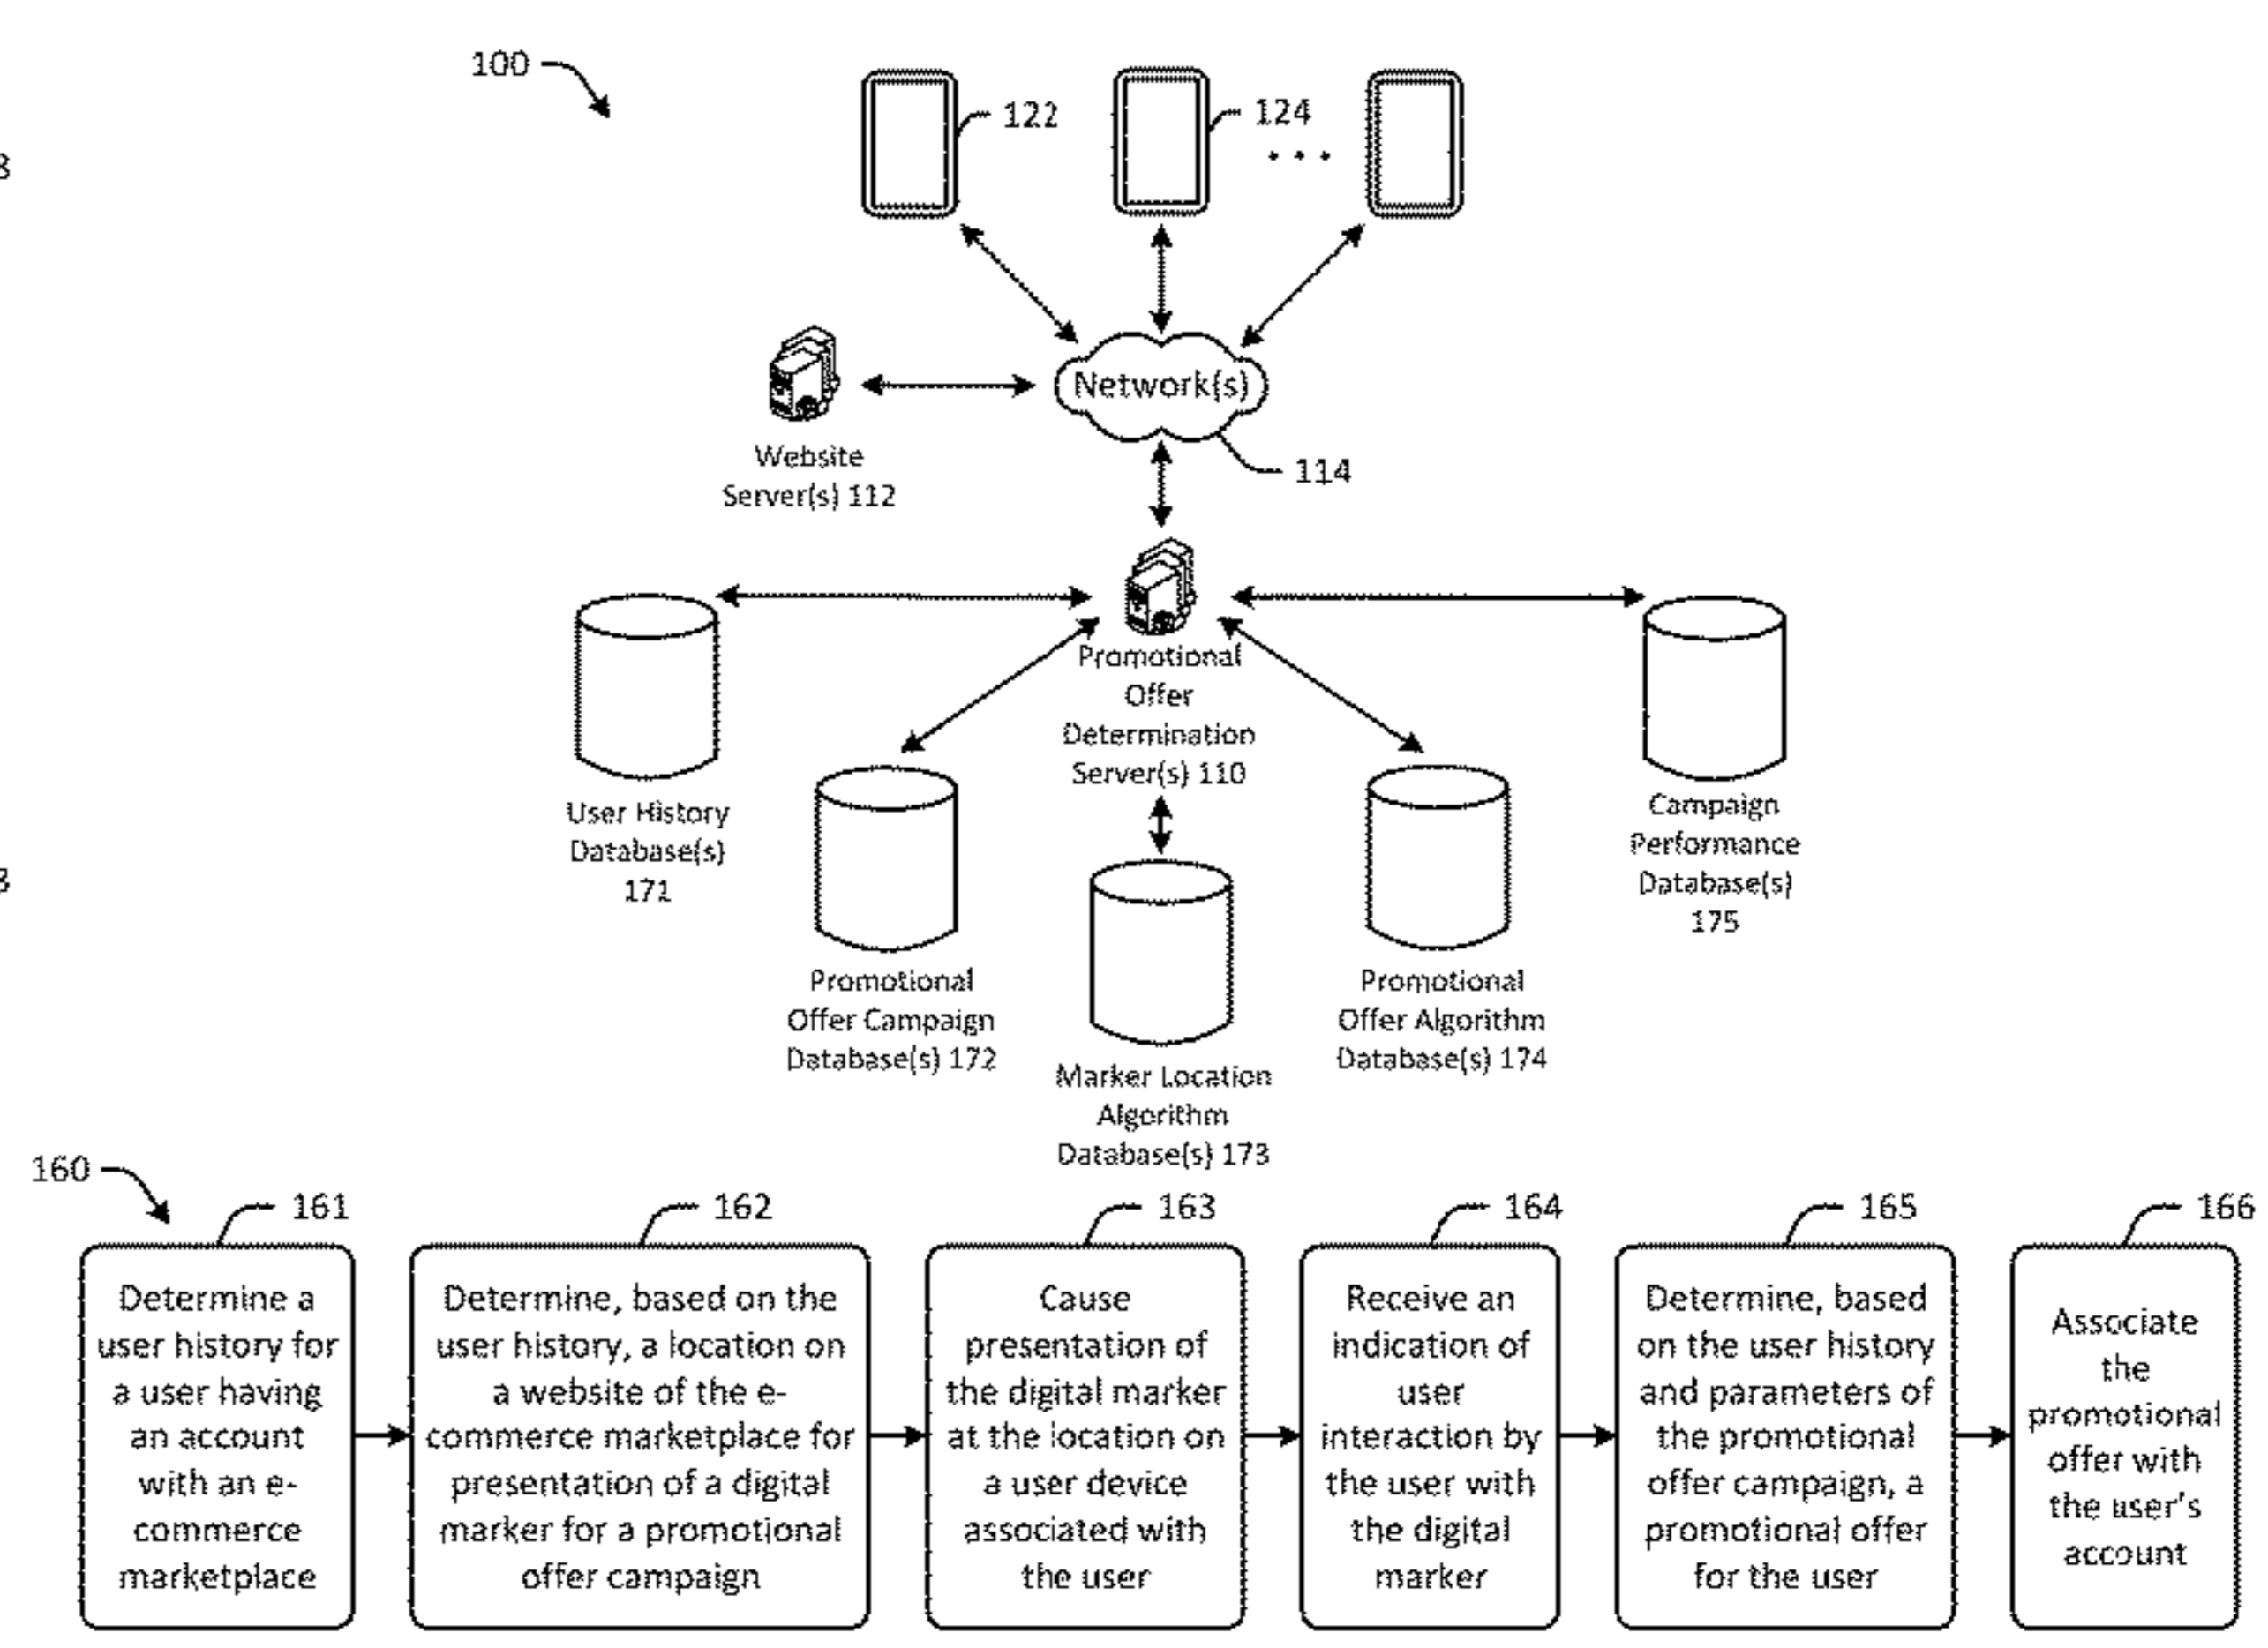 100
122
124
8
Network(s)
Website
Server(s) 112
114
Promotional
Offer
Determination
Server(s) 110
User History
Database(s)
171
Campaign
Performance
Database(s)
175
Promotional
Offer Campaign
Database(s) 172
Promotional
Offer Algorithm
Database(s) 174
Marker Location
Algorithm
Database(s) 173
160
161
Determine a
user history for
a user having
an account
with an e-
commerce
marketplace
162
Determine, based on the
user history, a location on
a website of the e-
commerce marketplace for
presentation of a digital
marker for a promotional
offer campaign
163
Cause
presentation of
the digital marker
at the location on
a user device
associated with
the user
164
Receive an
indication of
user
interaction by
the user with
the digital
marker
165
Determine, based
on the user history
and parameters of
the promotional
offer campaign, a
promotional offer
for the user
166
Associate
the
promotional
offer with
the user's
account